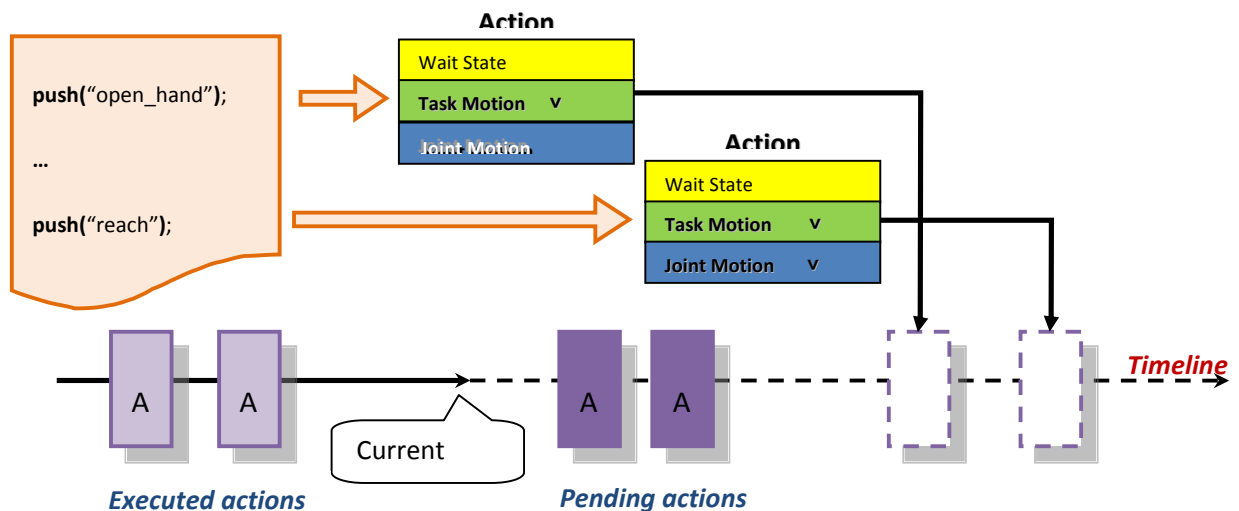 push(“open_hand”);
…
push(“reach”);
Action
Wait State
Task Motion v
Joint Motion
Action
Wait State
Task Motion v
Joint Motion v
A
A
A
A
Timeline
Current
Executed actions
Pending actions